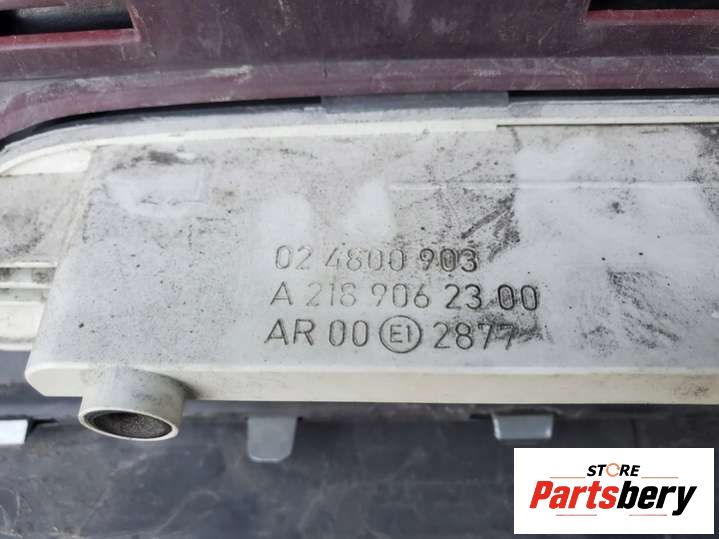 02 4800 903
A 218 906 23 00
AR 00 E1 2877
STORE
Partsbery